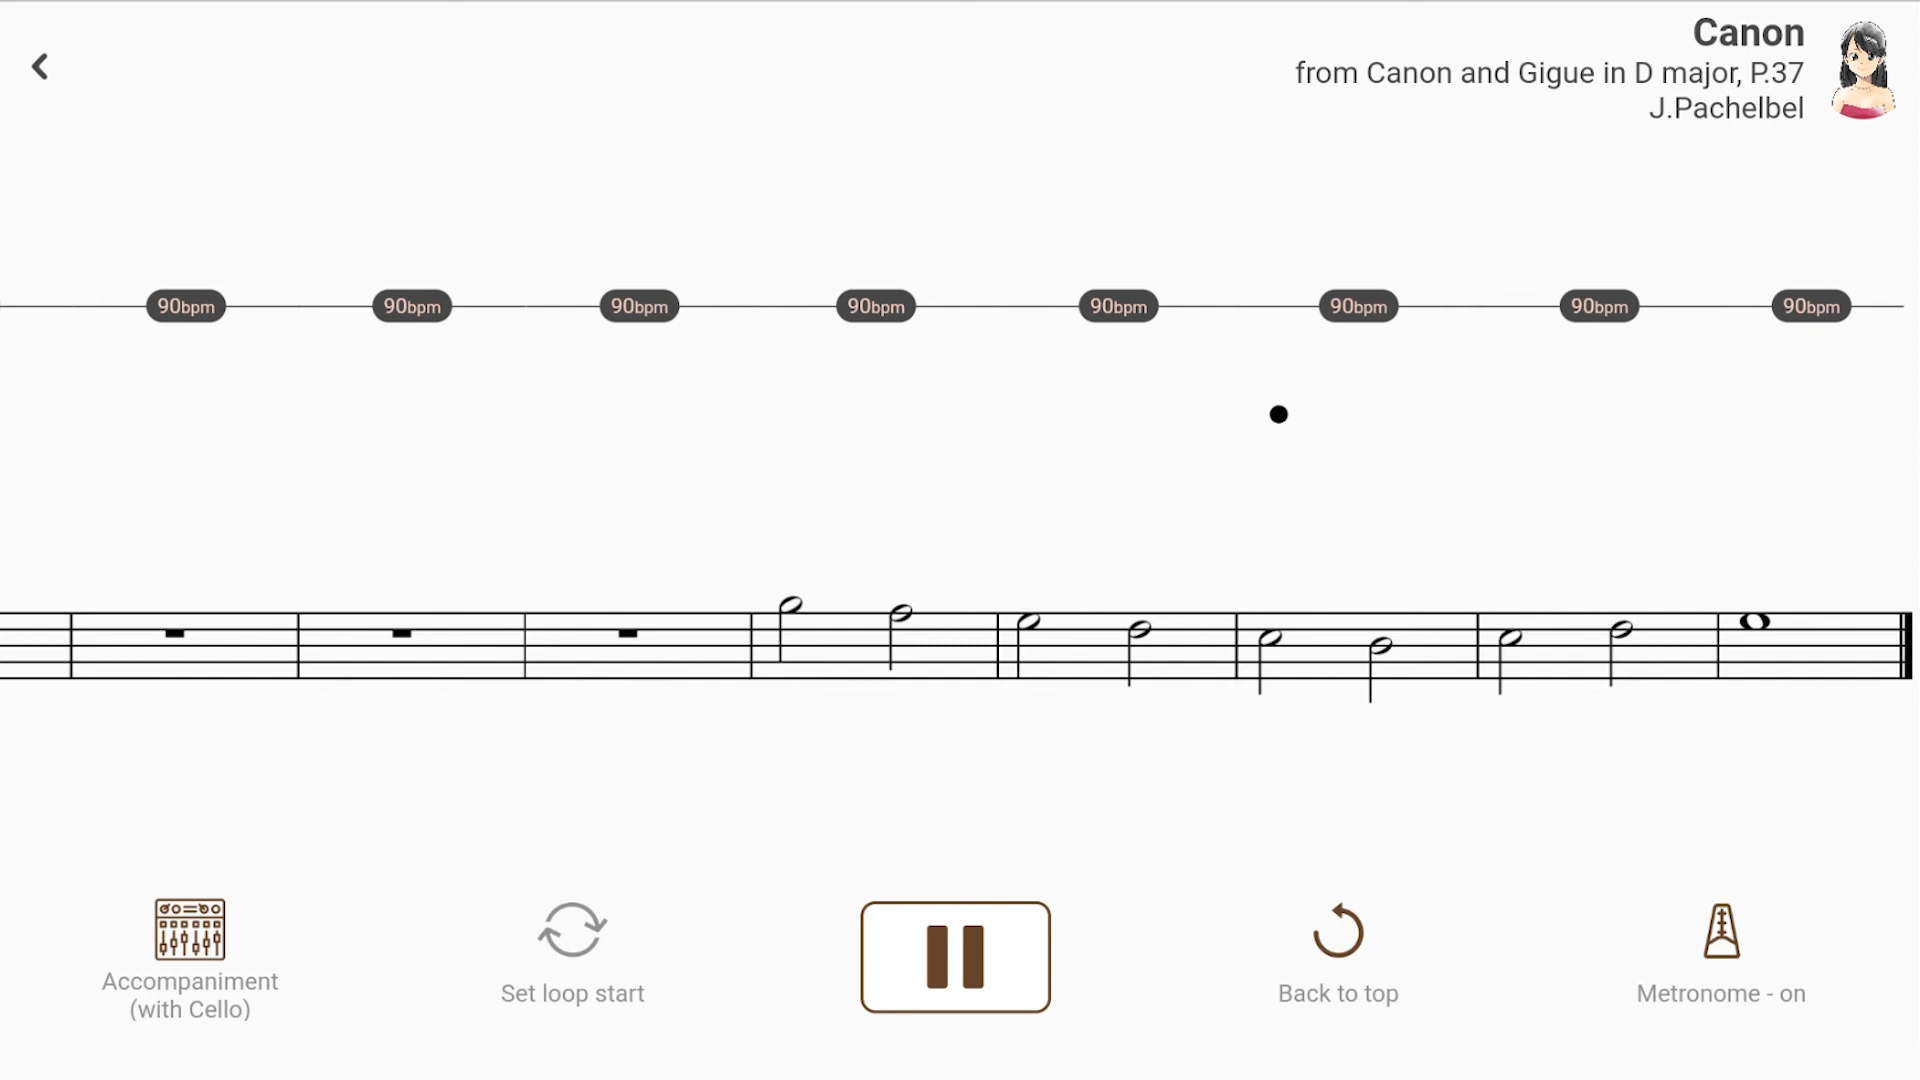 Canon
from Canon and Gigue in D major, P.37
J.Pachelbel
90bpm 90bpm 90bpm 90bpm 90bpm 90bpm 90bpm 90bpm
Accompaniment
(with Cello)
Set loop start
Back to top
Metronome - on